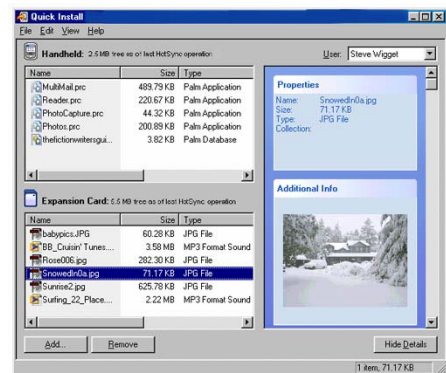 Quick Install
File Edit View Help
Handheld: 2.5 MB free as of last HotSync operation
User: Steve Wigget
Name Size Type
MultiMail.prc 489.79 KB Palm Application
Reader.prc 220.67 KB Palm Application
PhotoCapture.prc 44.32 KB Palm Application
Photos.prc 200.89 KB Palm Application
thefictionwritersgui... 3.82 KB Palm Database
Expansion Card: 6.5 MB free as of last HotSync operation
Name Size Type
babypics.JPG 60.28 KB JPG File
BB_Cruisin' Tunes.... 3.58 MB MP3 Format Sound
Rose006.jpg 282.30 KB JPG File
SnowedIn0a.jpg 71.17 KB JPG File
Sunrise2.jpg 625.78 KB JPG File
Surfing_22_Place.... 2.22 MB MP3 Format Sound
Properties
Name: SnowedIn0a.jpg
Size: 71.17 KB
Type: JPG File
Collection:
Additional Info
Add... Remove
Hide Details
1 item, 71.17 KB